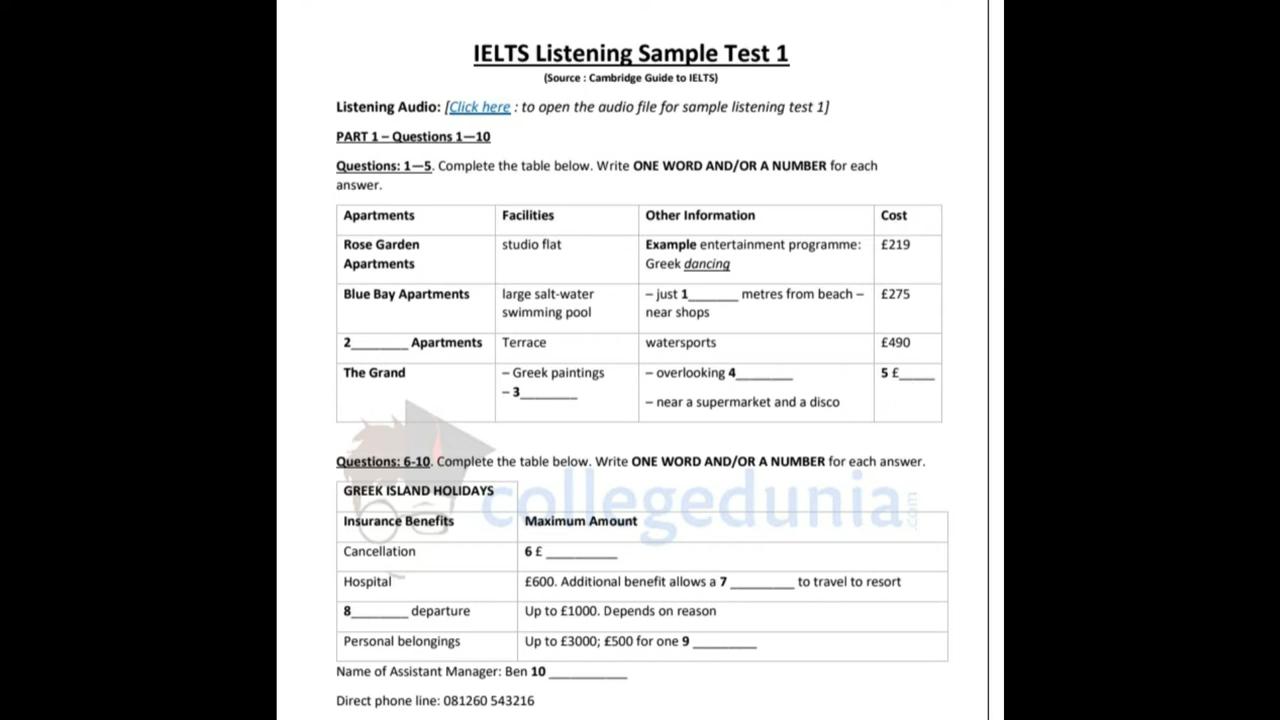 IELTS Listening Sample Test 1
(Source : Cambridge Guide to IELTS)
Listening Audio: [Click here : to open the audio file for sample listening test 1]
PART 1 – Questions 1—10
Questions: 1—5. Complete the table below. Write ONE WORD AND/OR A NUMBER for each
answer.
Apartments Facilities Other Information Cost
Rose Garden studio flat Example entertainment programme: £219
Apartments Greek dancing
Blue Bay Apartments large salt-water – just 1_______ metres from beach – £275
swimming pool near shops
2________ Apartments Terrace watersports £490
The Grand – Greek paintings – overlooking 4________ 5 £_____
– 3________
– near a supermarket and a disco
Questions: 6-10. Complete the table below. Write ONE WORD AND/OR A NUMBER for each answer.
GREEK ISLAND HOLIDAYS
collegedunia.com
Insurance Benefits Maximum Amount
Cancellation 6 £ __________
Hospital £600. Additional benefit allows a 7 _________ to travel to resort
8________ departure Up to £1000. Depends on reason
Personal belongings Up to £3000; £500 for one 9 _________
Name of Assistant Manager: Ben 10 ___________
Direct phone line: 081260 543216